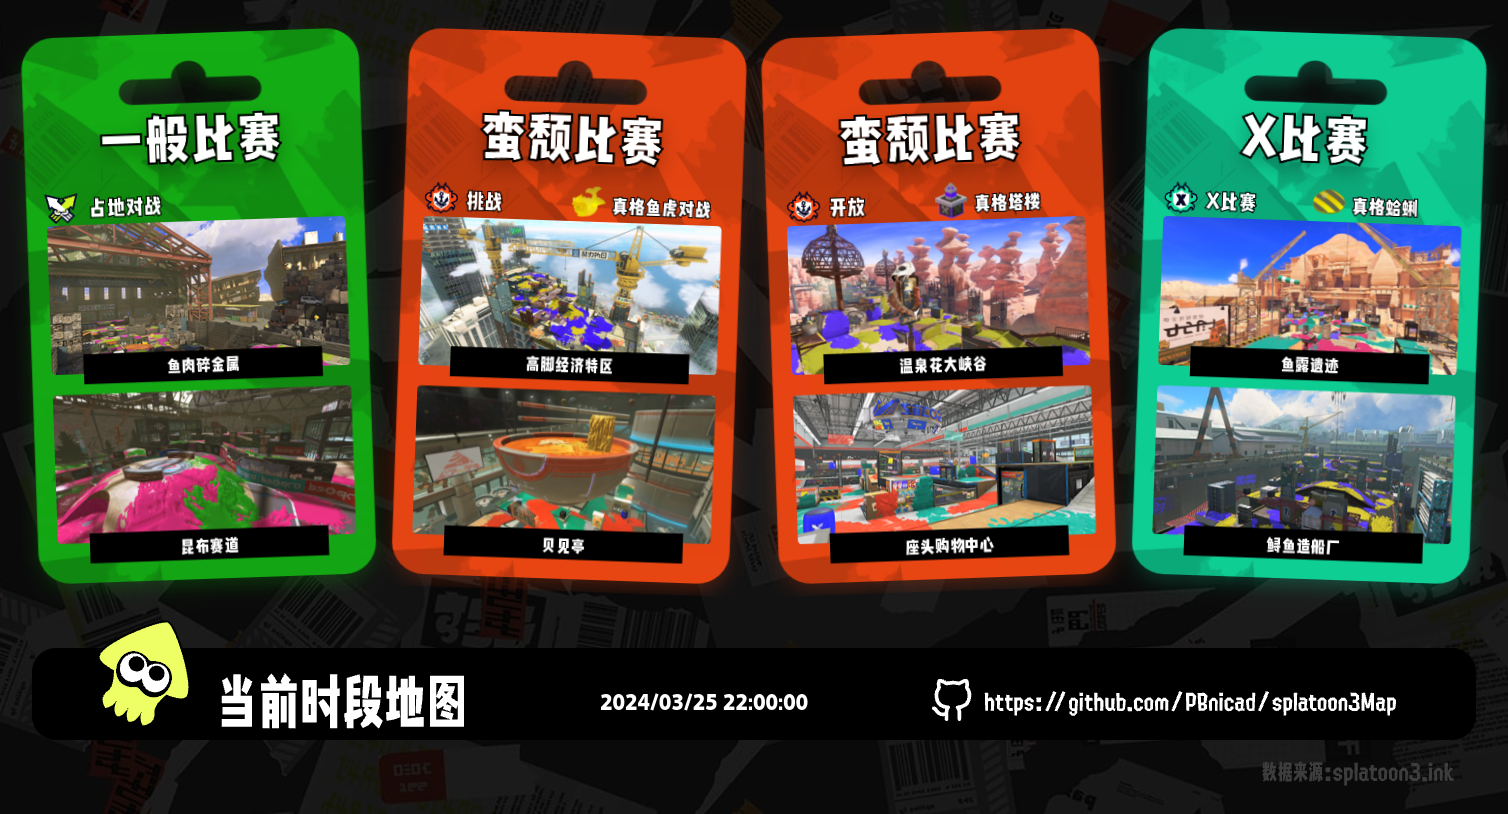 一般比赛
占地对战
鱼肉碎金属
昆布赛道
蛮颓比赛
挑战
真格鱼虎对战
高脚经济特区
贝见亭
蛮颓比赛
开放
真格塔楼
温泉花大峡谷
座头购物中心
X比赛
X比赛
真格蛤蜊
鱼露遗迹
鲟鱼造船厂
当前时段地图
2024/03/25 22:00:00
https://github.com/PBnicad/splatoon3Map
数据来源:splatoon3.ink